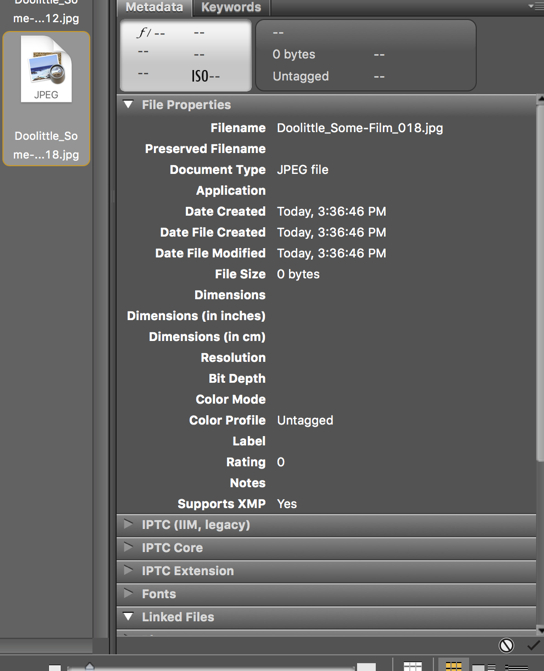 Doolittle_So
me-...12.jpg
JPEG
Doolittle_So
me-...18.jpg
Metadata Keywords
ƒ/-- --
-- --
-- ISO--
--
0 bytes --
Untagged --
File Properties
Filename Doolittle_Some-Film_018.jpg
Preserved Filename
Document Type JPEG file
Application
Date Created Today, 3:36:46 PM
Date File Created Today, 3:36:46 PM
Date File Modified Today, 3:36:46 PM
File Size 0 bytes
Dimensions
Dimensions (in inches)
Dimensions (in cm)
Resolution
Bit Depth
Color Mode
Color Profile Untagged
Label
Rating 0
Notes
Supports XMP Yes
IPTC (IIM, legacy)
IPTC Core
IPTC Extension
Fonts
Linked Files